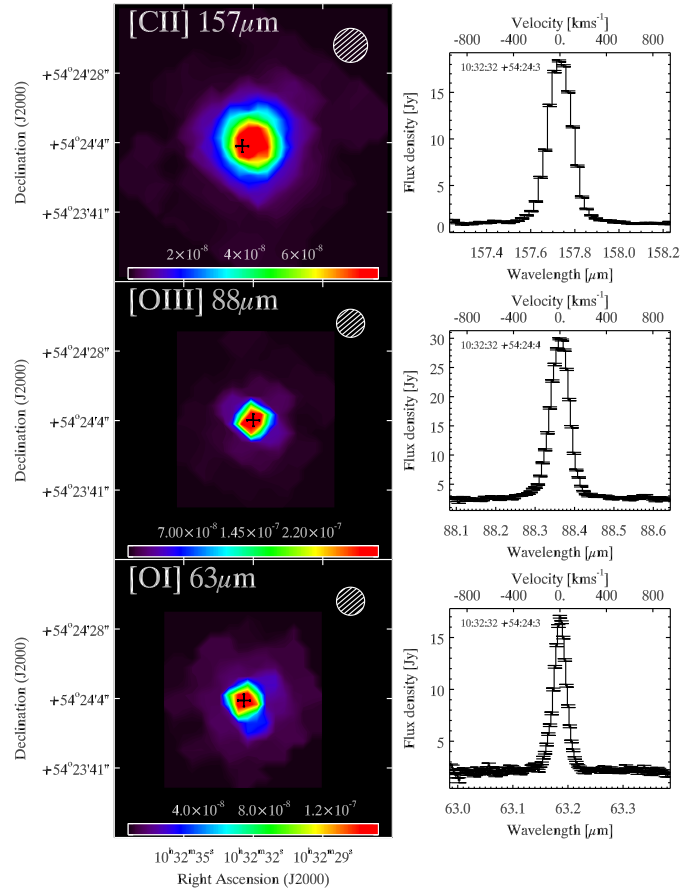 [CII] 157μm
Declination (J2000)
+54°24'28"
+54°24'4"
+54°23'41"
2×10⁻⁸ 4×10⁻⁸ 6×10⁻⁸
Velocity [kms⁻¹]
-800 -400 0. 400 800
10:32:32 +54:24:3
Flux density [Jy]
15
10
5
0
157.4 157.6 157.8 158.0 158.2
Wavelength [μm]
[OIII] 88μm
Declination (J2000)
+54°24'28"
+54°24'4"
+54°23'41"
7.00×10⁻⁸ 1.45×10⁻⁷ 2.20×10⁻⁷
Velocity [kms⁻¹]
-800 -400 0. 400 800
10:32:32 +54:24:4
Flux density [Jy]
30
25
20
15
10
5
88.1 88.2 88.3 88.4 88.5 88.6
Wavelength [μm]
[OI] 63μm
Declination (J2000)
+54°24'28"
+54°24'4"
+54°23'41"
4.0×10⁻⁸ 8.0×10⁻⁸ 1.2×10⁻⁷
10ʰ32ᵐ35ˢ 10ʰ32ᵐ32ˢ 10ʰ32ᵐ29ˢ
Right Ascension (J2000)
Velocity [kms⁻¹]
-800 -400 0. 400 800
10:32:32 +54:24:3
Flux density [Jy]
15
10
5
63.0 63.1 63.2 63.3
Wavelength [μm]